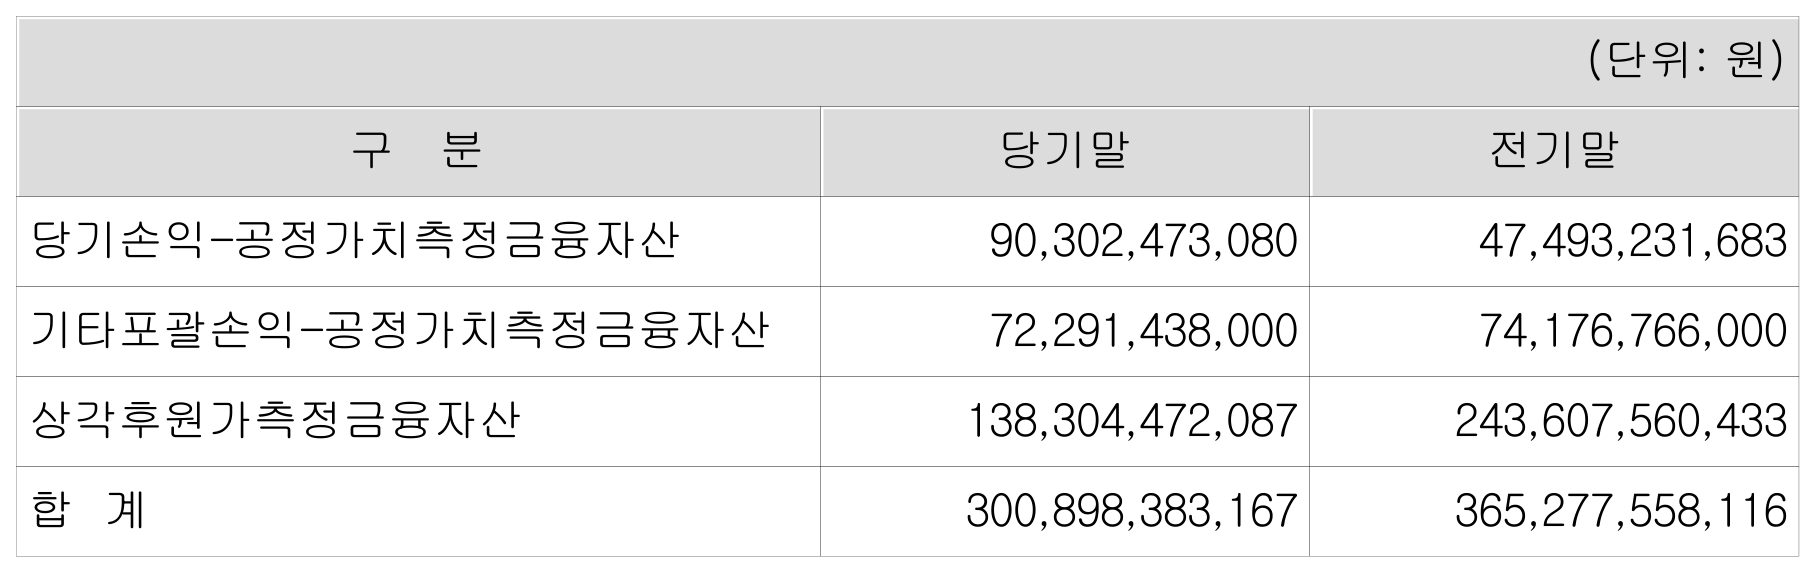 (단위: 원)
구 분 당기말 전기말
당기손익-공정가치측정금융자산 90,302,473,080 47,493,231,683
기타포괄손익-공정가치측정금융자산 72,291,438,000 74,176,766,000
상각후원가측정금융자산 138,304,472,087 243,607,560,433
합 계 300,898,383,167 365,277,558,116